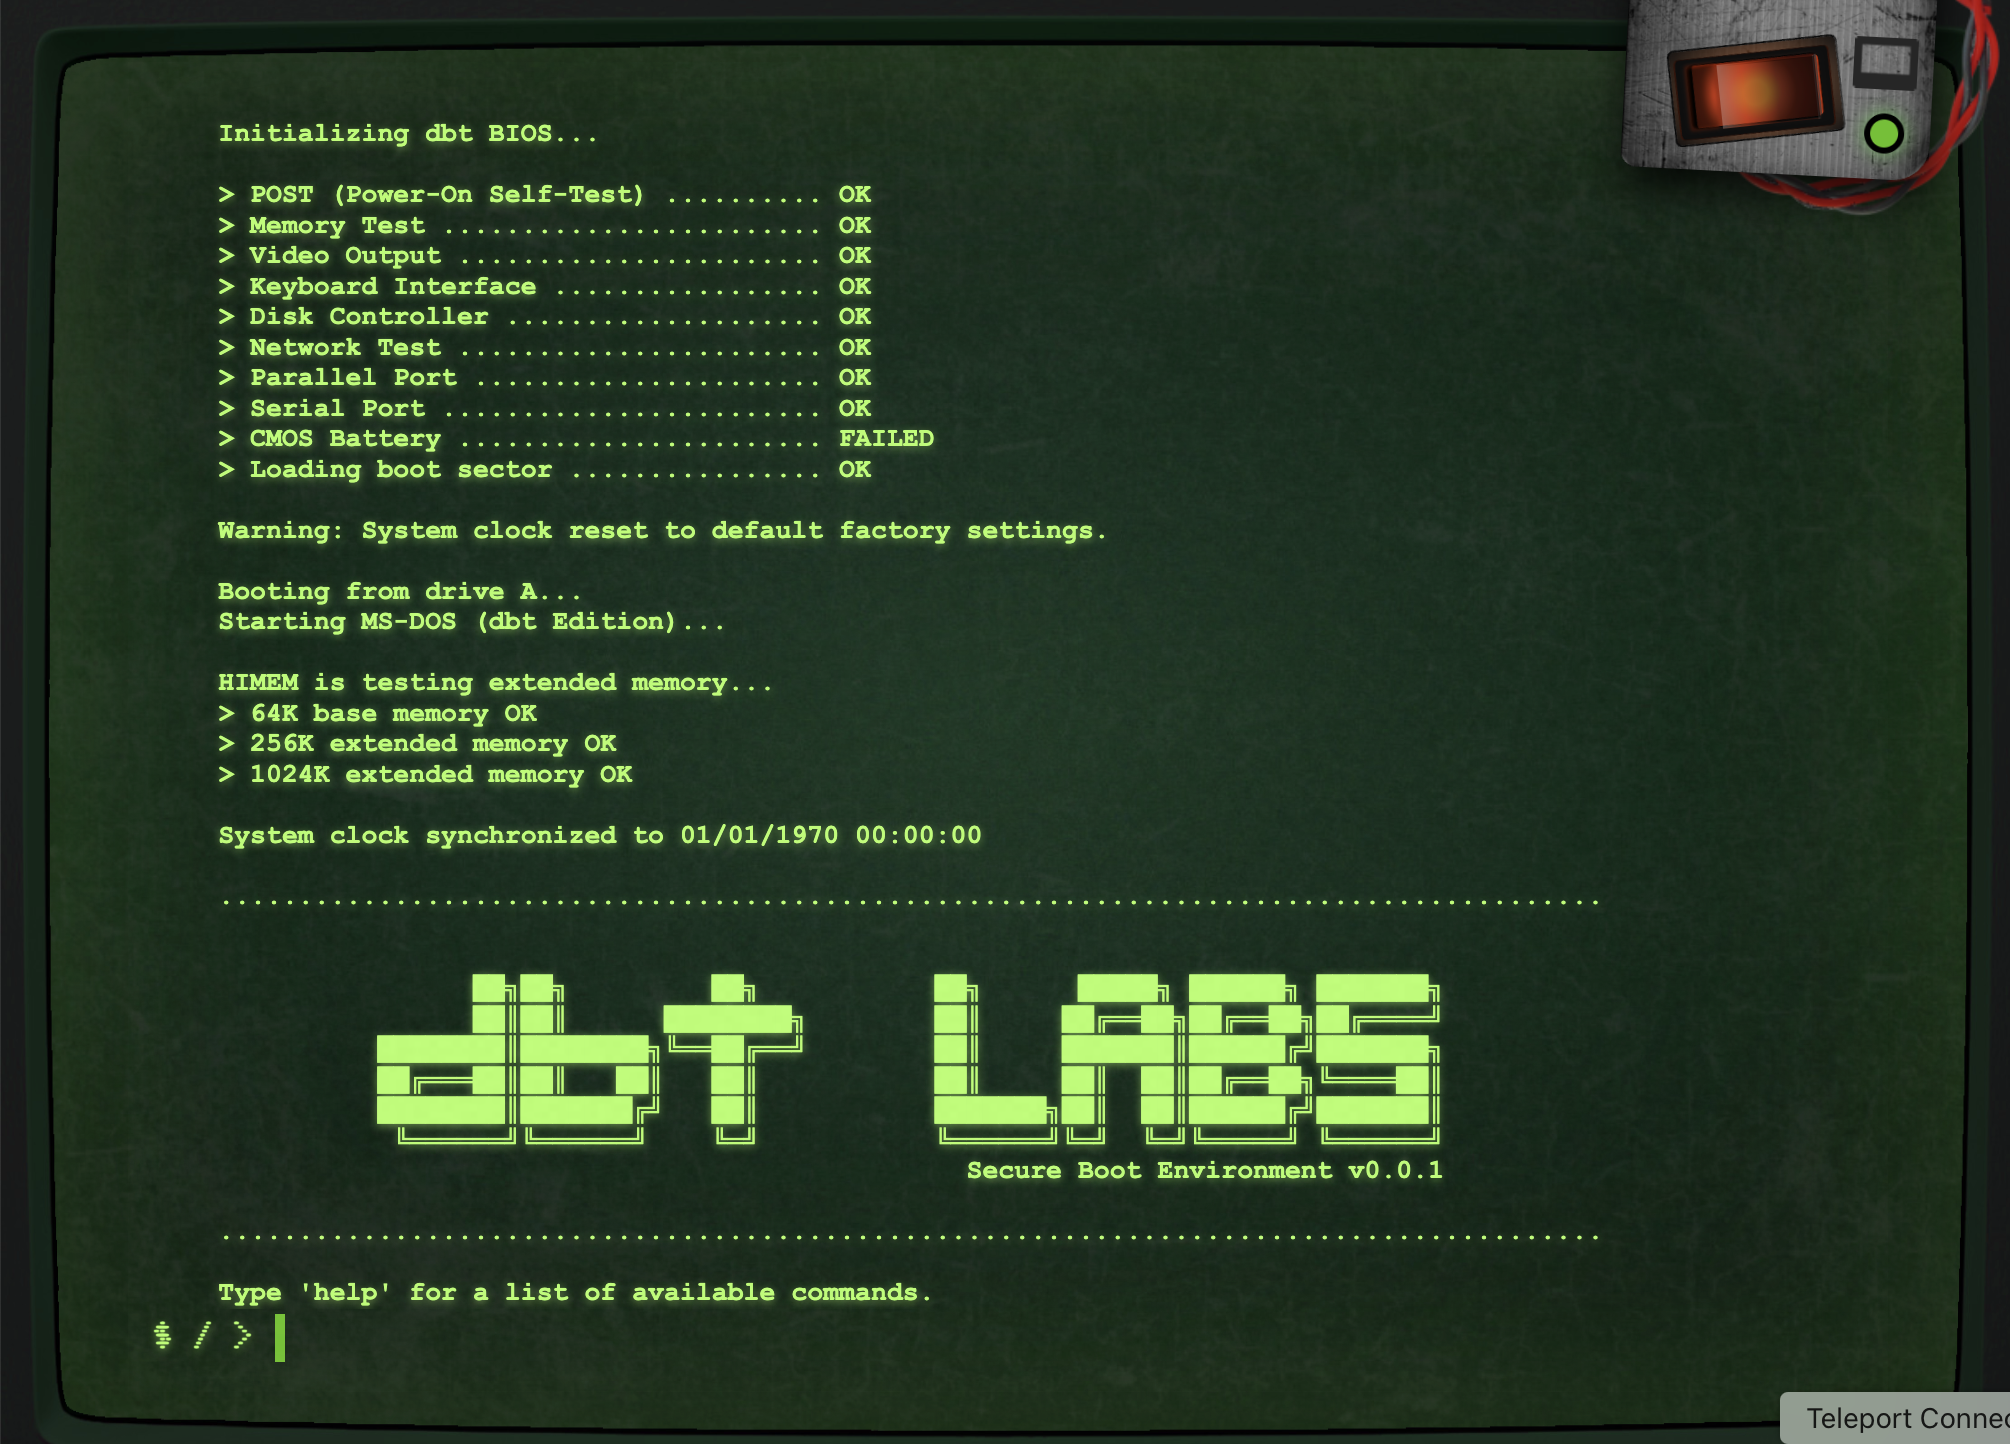 Initializing dbt BIOS...
> POST (Power-On Self-Test) .......... OK
> Memory Test ........................ OK
> Video Output ....................... OK
> Keyboard Interface ................. OK
> Disk Controller .................... OK
> Network Test ....................... OK
> Parallel Port ...................... OK
> Serial Port ........................ OK
> CMOS Battery ....................... FAILED
> Loading boot sector ................ OK
Warning: System clock reset to default factory settings.
Booting from drive A...
Starting MS-DOS (dbt Edition)...
HIMEM is testing extended memory...
> 64K base memory OK
> 256K extended memory OK
> 1024K extended memory OK
System clock synchronized to 01/01/1970 00:00:00
.......................................................................................
dbt LABS
Secure Boot Environment v0.0.1
.......................................................................................
Type 'help' for a list of available commands.
$ / >
Teleport